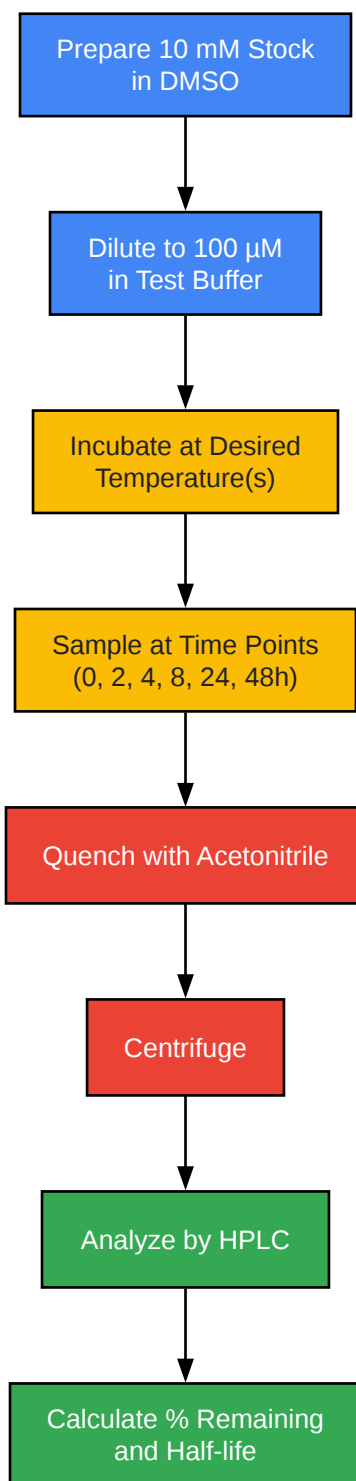 Prepare 10 mM Stock
in DMSO
Dilute to 100 µM
in Test Buffer
Incubate at Desired
Temperature(s)
Sample at Time Points
(0, 2, 4, 8, 24, 48h)
Quench with Acetonitrile
Centrifuge
Analyze by HPLC
Calculate % Remaining
and Half-life